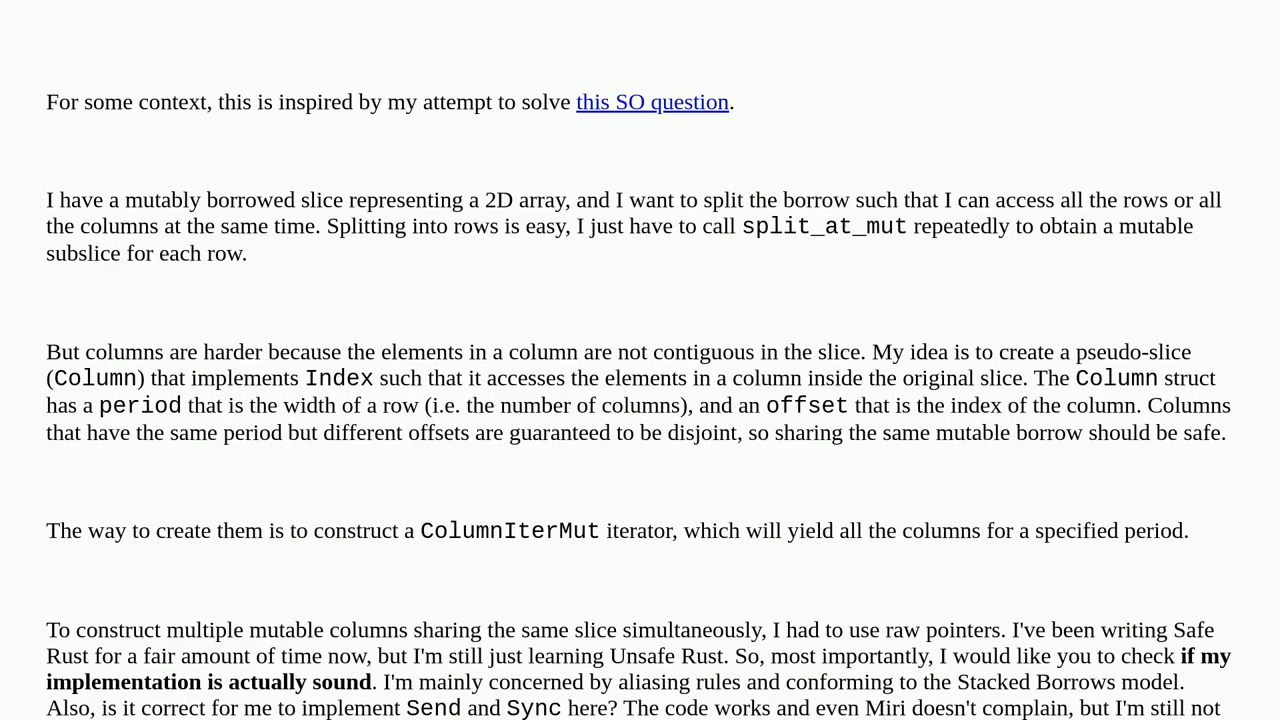 For some context, this is inspired by my attempt to solve this SO question.
I have a mutably borrowed slice representing a 2D array, and I want to split the borrow such that I can access all the rows or all
the columns at the same time. Splitting into rows is easy, I just have to call split_at_mut repeatedly to obtain a mutable
subslice for each row.
But columns are harder because the elements in a column are not contiguous in the slice. My idea is to create a pseudo-slice
(Column) that implements Index such that it accesses the elements in a column inside the original slice. The Column struct
has a period that is the width of a row (i.e. the number of columns), and an offset that is the index of the column. Columns
that have the same period but different offsets are guaranteed to be disjoint, so sharing the same mutable borrow should be safe.
The way to create them is to construct a ColumnIterMut iterator, which will yield all the columns for a specified period.
To construct multiple mutable columns sharing the same slice simultaneously, I had to use raw pointers. I've been writing Safe
Rust for a fair amount of time now, but I'm still just learning Unsafe Rust. So, most importantly, I would like you to check if my
implementation is actually sound. I'm mainly concerned by aliasing rules and conforming to the Stacked Borrows model.
Also, is it correct for me to implement Send and Sync here? The code works and even Miri doesn't complain, but I'm still not